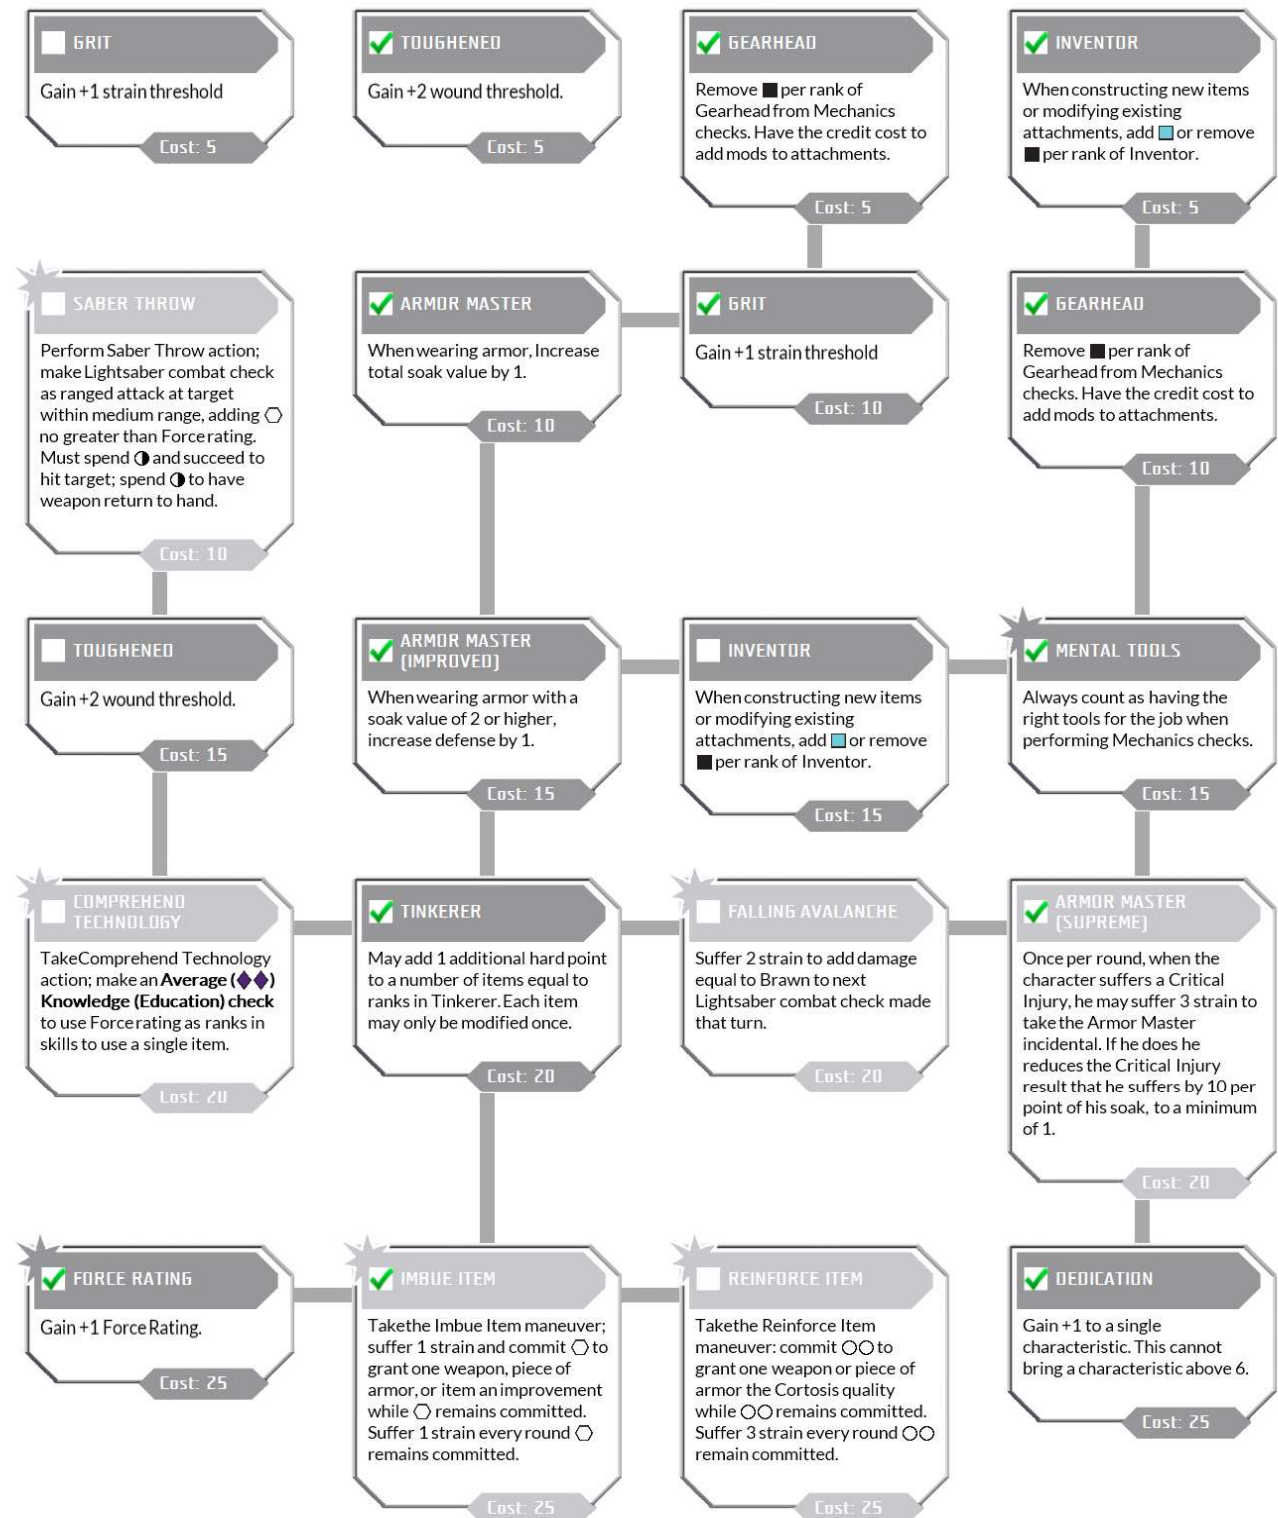 GRIT
Gain +1 strain threshold
Cost: 5
TOUGHENED
Gain +2 wound threshold.
Cost: 5
GEARHEAD
Remove per rank of
Gearhead from Mechanics
checks. Have the credit cost to
add mods to attachments.
Cost: 5
INVENTOR
When constructing new items
or modifying existing
attachments, add or remove
per rank of Inventor.
Cost: 5
SABER THROW
Perform Saber Throw action;
make Lightsaber combat check
as ranged attack at target
within medium range, adding
no greater than Force rating.
Must spend and succeed to
hit target; spend to have
weapon return to hand.
Cost: 10
ARMOR MASTER
When wearing armor, Increase
total soak value by 1.
Cost: 10
GRIT
Gain +1 strain threshold
Cost: 10
GEARHEAD
Remove per rank of
Gearhead from Mechanics
checks. Have the credit cost to
add mods to attachments.
Cost: 10
TOUGHENED
Gain +2 wound threshold.
Cost: 15
ARMOR MASTER
(IMPROVED)
When wearing armor with a
soak value of 2 or higher,
increase defense by 1.
Cost: 15
INVENTOR
When constructing new items
or modifying existing
attachments, add or remove
per rank of Inventor.
Cost: 15
MENTAL TOOLS
Always count as having the
right tools for the job when
performing Mechanics checks.
Cost: 15
COMPREHEND
TECHNOLOGY
Take Comprehend Technology
action; make an Average ( )
Knowledge (Education) check
to use Force rating as ranks in
skills to use a single item.
Cost: 20
TINKERER
May add 1 additional hard point
to a number of items equal to
ranks in Tinkerer. Each item
may only be modified once.
Cost: 20
FALLING AVALANCHE
Suffer 2 strain to add damage
equal to Brawn to next
Lightsaber combat check made
that turn.
Cost: 20
ARMOR MASTER
(SUPREME)
Once per round, when the
character suffers a Critical
Injury, he may suffer 3 strain to
take the Armor Master
incidental. If he does he
reduces the Critical Injury
result that he suffers by 10 per
point of his soak, to a minimum
of 1.
Cost: 20
FORCE RATING
Gain +1 Force Rating.
Cost: 25
IMBUE ITEM
Take the Imbue Item maneuver;
suffer 1 strain and commit to
grant one weapon, piece of
armor, or item an improvement
while remains committed.
Suffer 1 strain every round
remains committed.
Cost: 25
REINFORCE ITEM
Take the Reinforce Item
maneuver: commit to
grant one weapon or piece of
armor the Cortosis quality
while remains committed.
Suffer 3 strain every round
remain committed.
Cost: 25
DEDICATION
Gain +1 to a single
characteristic. This cannot
bring a characteristic above 6.
Cost: 25